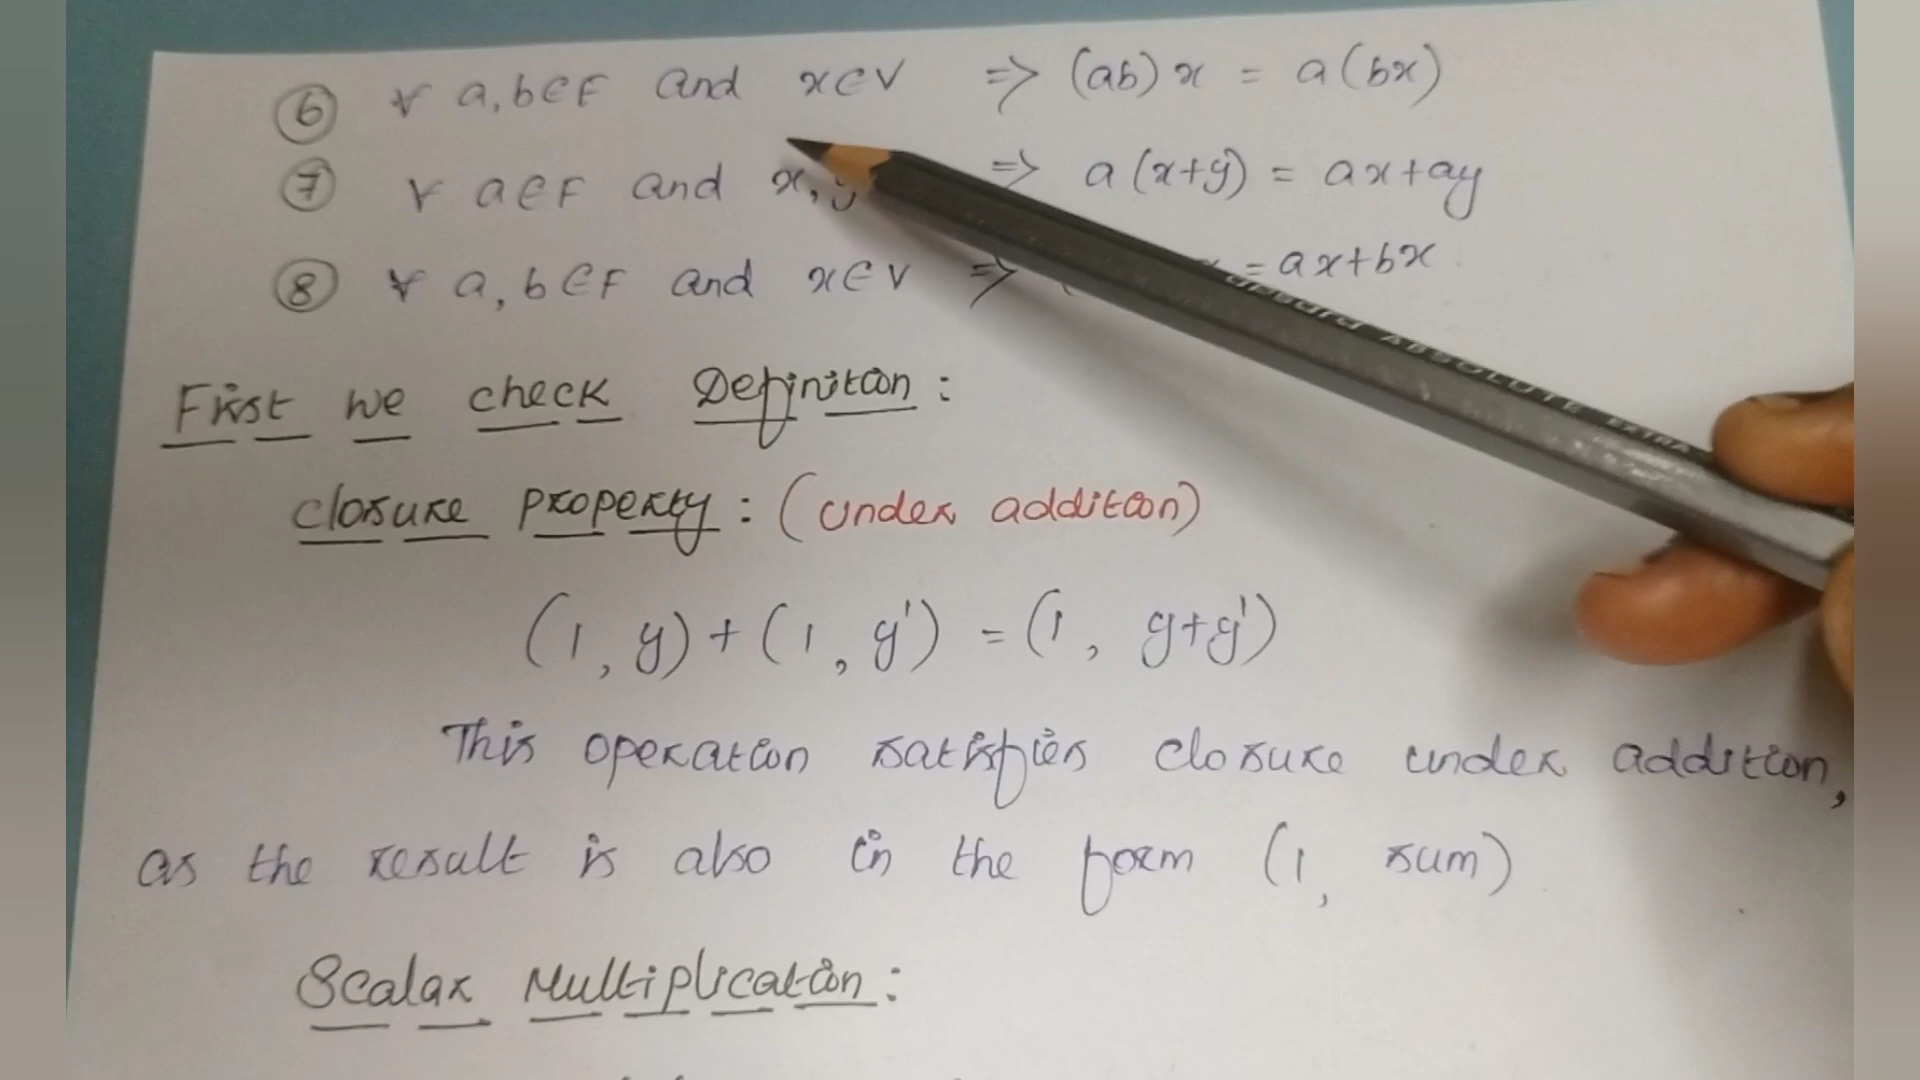 ⑥ ∀ a,b∈F and x∈V ⇒ (ab)x = a(bx)
⑦ ∀ a∈F and x,y ⇒ a(x+y) = ax+ay
⑧ ∀ a,b∈F and x∈V ⇒ ( = ax+bx
First we check Definition:
Closure property: (under addition)
(1, y) + (1, y') = (1, y+y')
This operation satisfies closure under addition,
as the result is also in the form (1, sum)
Scalar Multiplication:
ABSOLUTE EXTRA